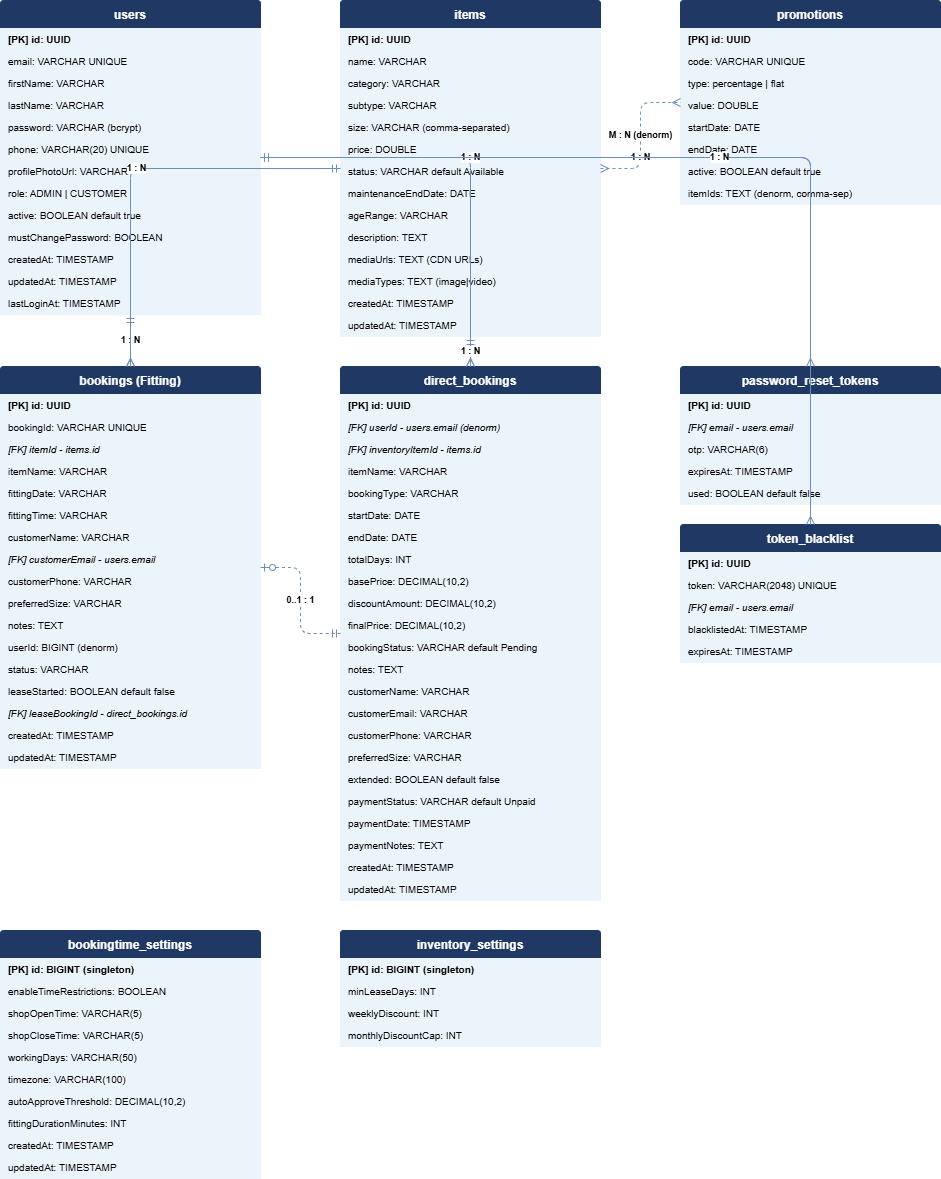 users
[PK] id: UUID
email: VARCHAR UNIQUE
firstName: VARCHAR
lastName: VARCHAR
password: VARCHAR (bcrypt)
phone: VARCHAR(20) UNIQUE
profilePhotoUrl: VARCHAR
role: ADMIN | CUSTOMER
active: BOOLEAN default true
mustChangePassword: BOOLEAN
createdAt: TIMESTAMP
updatedAt: TIMESTAMP
lastLoginAt: TIMESTAMP
items
[PK] id: UUID
name: VARCHAR
category: VARCHAR
subtype: VARCHAR
size: VARCHAR (comma-separated)
price: DOUBLE
status: VARCHAR default Available
maintenanceEndDate: DATE
ageRange: VARCHAR
description: TEXT
mediaUrls: TEXT (CDN URLs)
mediaTypes: TEXT (image|video)
createdAt: TIMESTAMP
updatedAt: TIMESTAMP
promotions
[PK] id: UUID
code: VARCHAR UNIQUE
type: percentage | flat
value: DOUBLE
startDate: DATE
endDate: DATE
active: BOOLEAN default true
itemIds: TEXT (denorm, comma-sep)
M : N (denorm)
1 : N
1 : N
1 : N
1 : N
1 : N
1 : N
bookings (Fitting)
[PK] id: UUID
bookingId: VARCHAR UNIQUE
[FK] itemId - items.id
itemName: VARCHAR
fittingDate: VARCHAR
fittingTime: VARCHAR
customerName: VARCHAR
[FK] customerEmail - users.email
customerPhone: VARCHAR
preferredSize: VARCHAR
notes: TEXT
userId: BIGINT (denorm)
status: VARCHAR
leaseStarted: BOOLEAN default false
[FK] leaseBookingId - direct_bookings.id
createdAt: TIMESTAMP
updatedAt: TIMESTAMP
0..1 : 1
direct_bookings
[PK] id: UUID
[FK] userId - users.email (denorm)
[FK] inventoryItemId - items.id
itemName: VARCHAR
bookingType: VARCHAR
startDate: DATE
endDate: DATE
totalDays: INT
basePrice: DECIMAL(10,2)
discountAmount: DECIMAL(10,2)
finalPrice: DECIMAL(10,2)
bookingStatus: VARCHAR default Pending
notes: TEXT
customerName: VARCHAR
customerEmail: VARCHAR
customerPhone: VARCHAR
preferredSize: VARCHAR
extended: BOOLEAN default false
paymentStatus: VARCHAR default Unpaid
paymentDate: TIMESTAMP
paymentNotes: TEXT
createdAt: TIMESTAMP
updatedAt: TIMESTAMP
password_reset_tokens
[PK] id: UUID
[FK] email - users.email
otp: VARCHAR(6)
expiresAt: TIMESTAMP
used: BOOLEAN default false
token_blacklist
[PK] id: UUID
token: VARCHAR(2048) UNIQUE
[FK] email - users.email
blacklistedAt: TIMESTAMP
expiresAt: TIMESTAMP
bookingtime_settings
[PK] id: BIGINT (singleton)
enableTimeRestrictions: BOOLEAN
shopOpenTime: VARCHAR(5)
shopCloseTime: VARCHAR(5)
workingDays: VARCHAR(50)
timezone: VARCHAR(100)
autoApproveThreshold: DECIMAL(10,2)
fittingDurationMinutes: INT
createdAt: TIMESTAMP
updatedAt: TIMESTAMP
inventory_settings
[PK] id: BIGINT (singleton)
minLeaseDays: INT
weeklyDiscount: INT
monthlyDiscountCap: INT